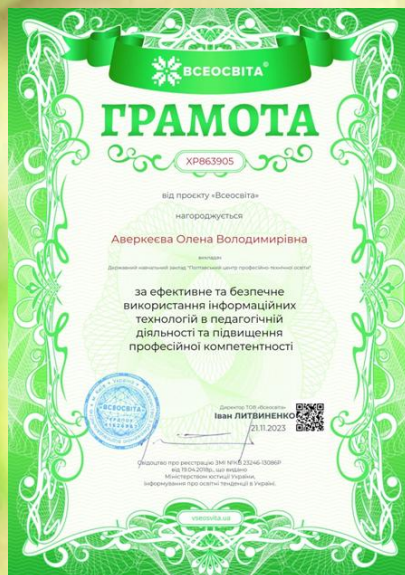 ВСЕОСВІТА
ГРАМОТА
ХР863905
від проєкту «Всеосвіта»
нагороджується
Аверкеєва Олена Володимирівна
викладач
Державний навчальний заклад "Полтавський центр професійно-технічної освіти"
за ефективне та безпечне
використання інформаційних
технологій в педагогічній
діяльності та підвищення
професійної компетентності
Директор ТОВ «Всеосвіта»
Іван ЛИТВИНЕНКО
21.11.2023
ВСЕОСВІТА
Свідоцтво про реєстрацію ЗМІ №КВ 23246-13086Р
від 19.04.2018р., що видано
Міністерством юстиції України,
інформування про освітні тенденції в Україні.
vseosvita.ua